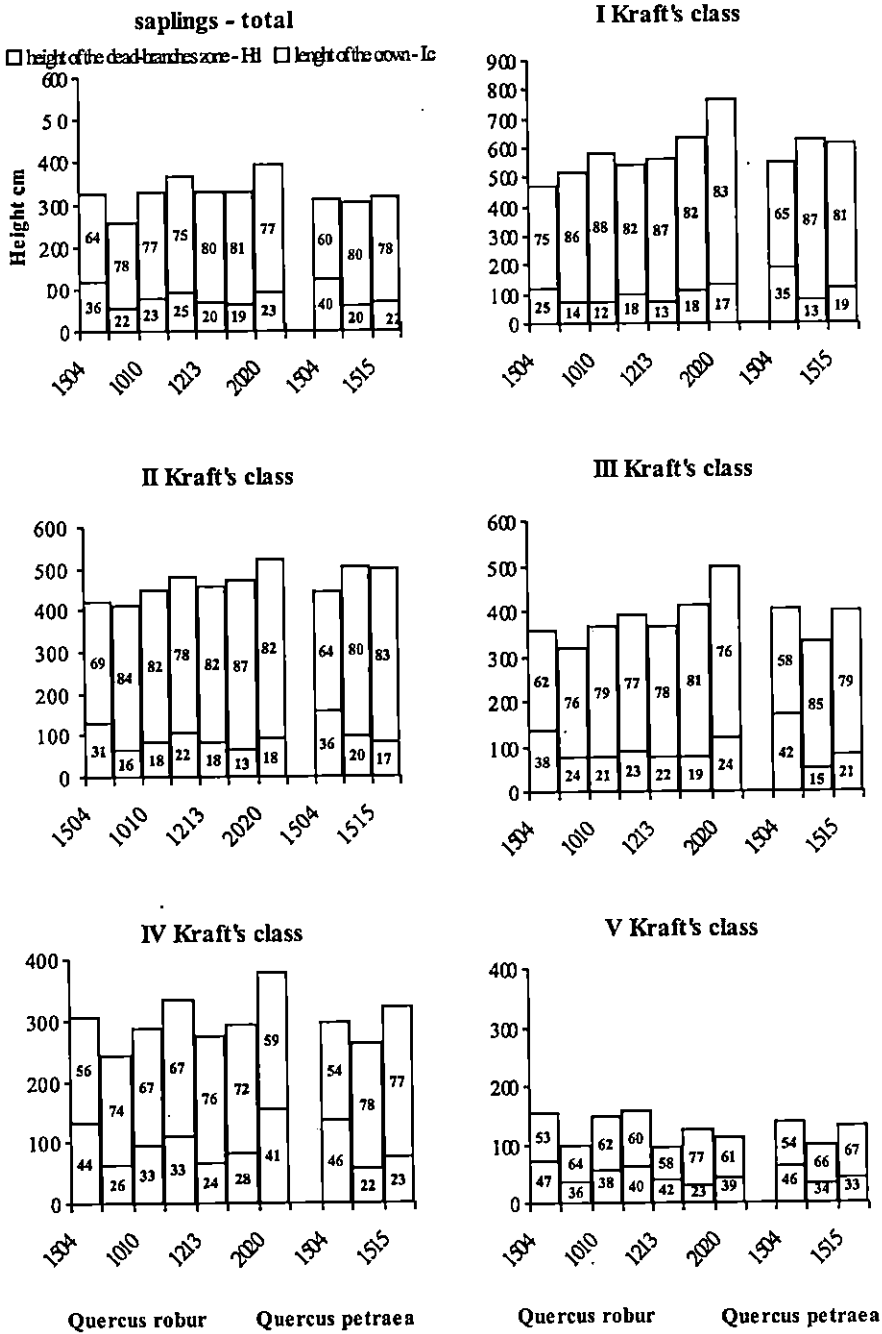 saplings - total
height of the dead-branches zone - Hd lenght of the crown - Lc
Height cm
600
5 0
400
300
200
00
0
64 78 77 75 80 81 77 60 80 78
36 22 23 25 20 19 23 40 20 22
1504 1010 1213 2020 1504 1515
I Kraft's class
900
800
700
600
500
400
300
200
100
0
75 86 88 82 87 82 83 65 87 81
25 14 12 18 13 18 17 35 13 19
1504 1010 1213 2020 1504 1515
II Kraft's class
600
500
400
300
200
100
0
69 84 82 78 82 87 82 64 80 83
31 16 18 22 18 13 18 36 20 17
1504 1010 1213 2020 1504 1515
III Kraft's class
600
500
400
300
200
100
0
62 76 79 77 78 81 76 58 85 79
38 24 21 23 22 19 24 42 15 21
1504 1010 1213 2020 1504 1515
IV Kraft's class
400
300
200
100
0
56 74 67 67 76 72 59 54 78 77
44 26 33 33 24 28 41 46 22 23
1504 1010 1213 2020 1504 1515
V Kraft's class
400
300
200
100
0
53 64 62 60 58 77 61 54 66 67
47 36 38 40 42 23 39 46 34 33
1504 1010 1213 2020 1504 1515
Quercus robur Quercus petraea
Quercus robur Quercus petraea